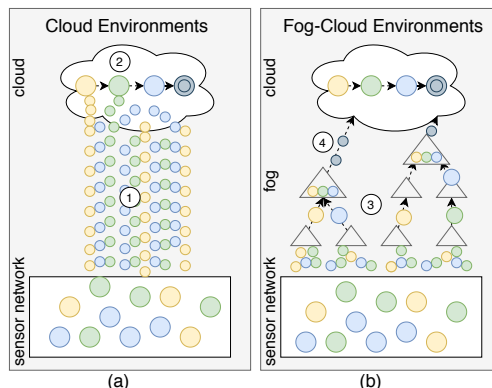 Cloud Environments
Fog-Cloud Environments
cloud
2
cloud
4
fog
1
3
sensor network
sensor network
(a)
(b)